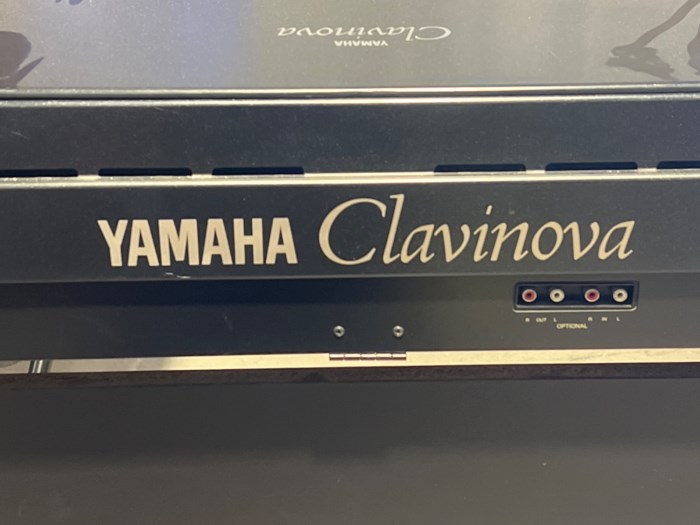 YAMAHA
Clavinova
YAMAHA Clavinova
R OUT L R IN L
OPTIONAL